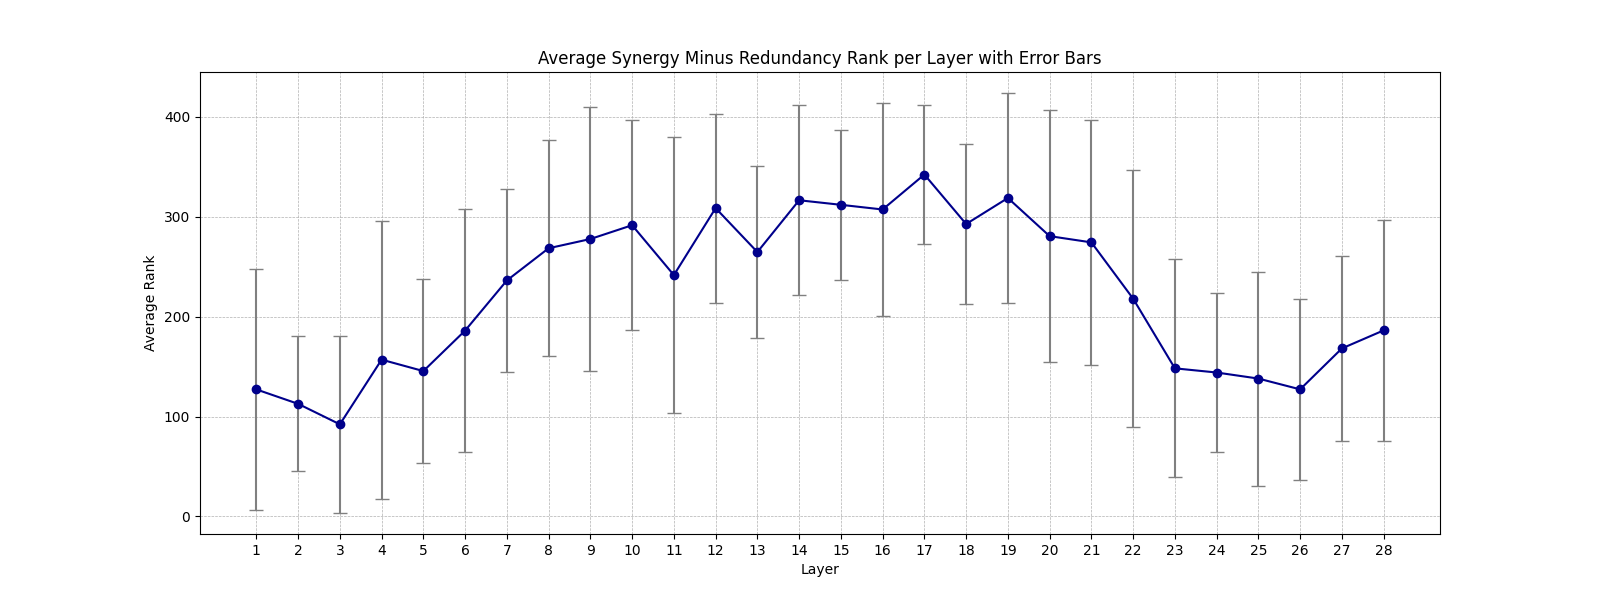 Average Synergy Minus Redundancy Rank per Layer with Error Bars
400
300
200
100
0
Average Rank
1 2 3 4 5 6 7 8 9 10 11 12 13 14 15 16 17 18 19 20 21 22 23 24 25 26 27 28
Layer